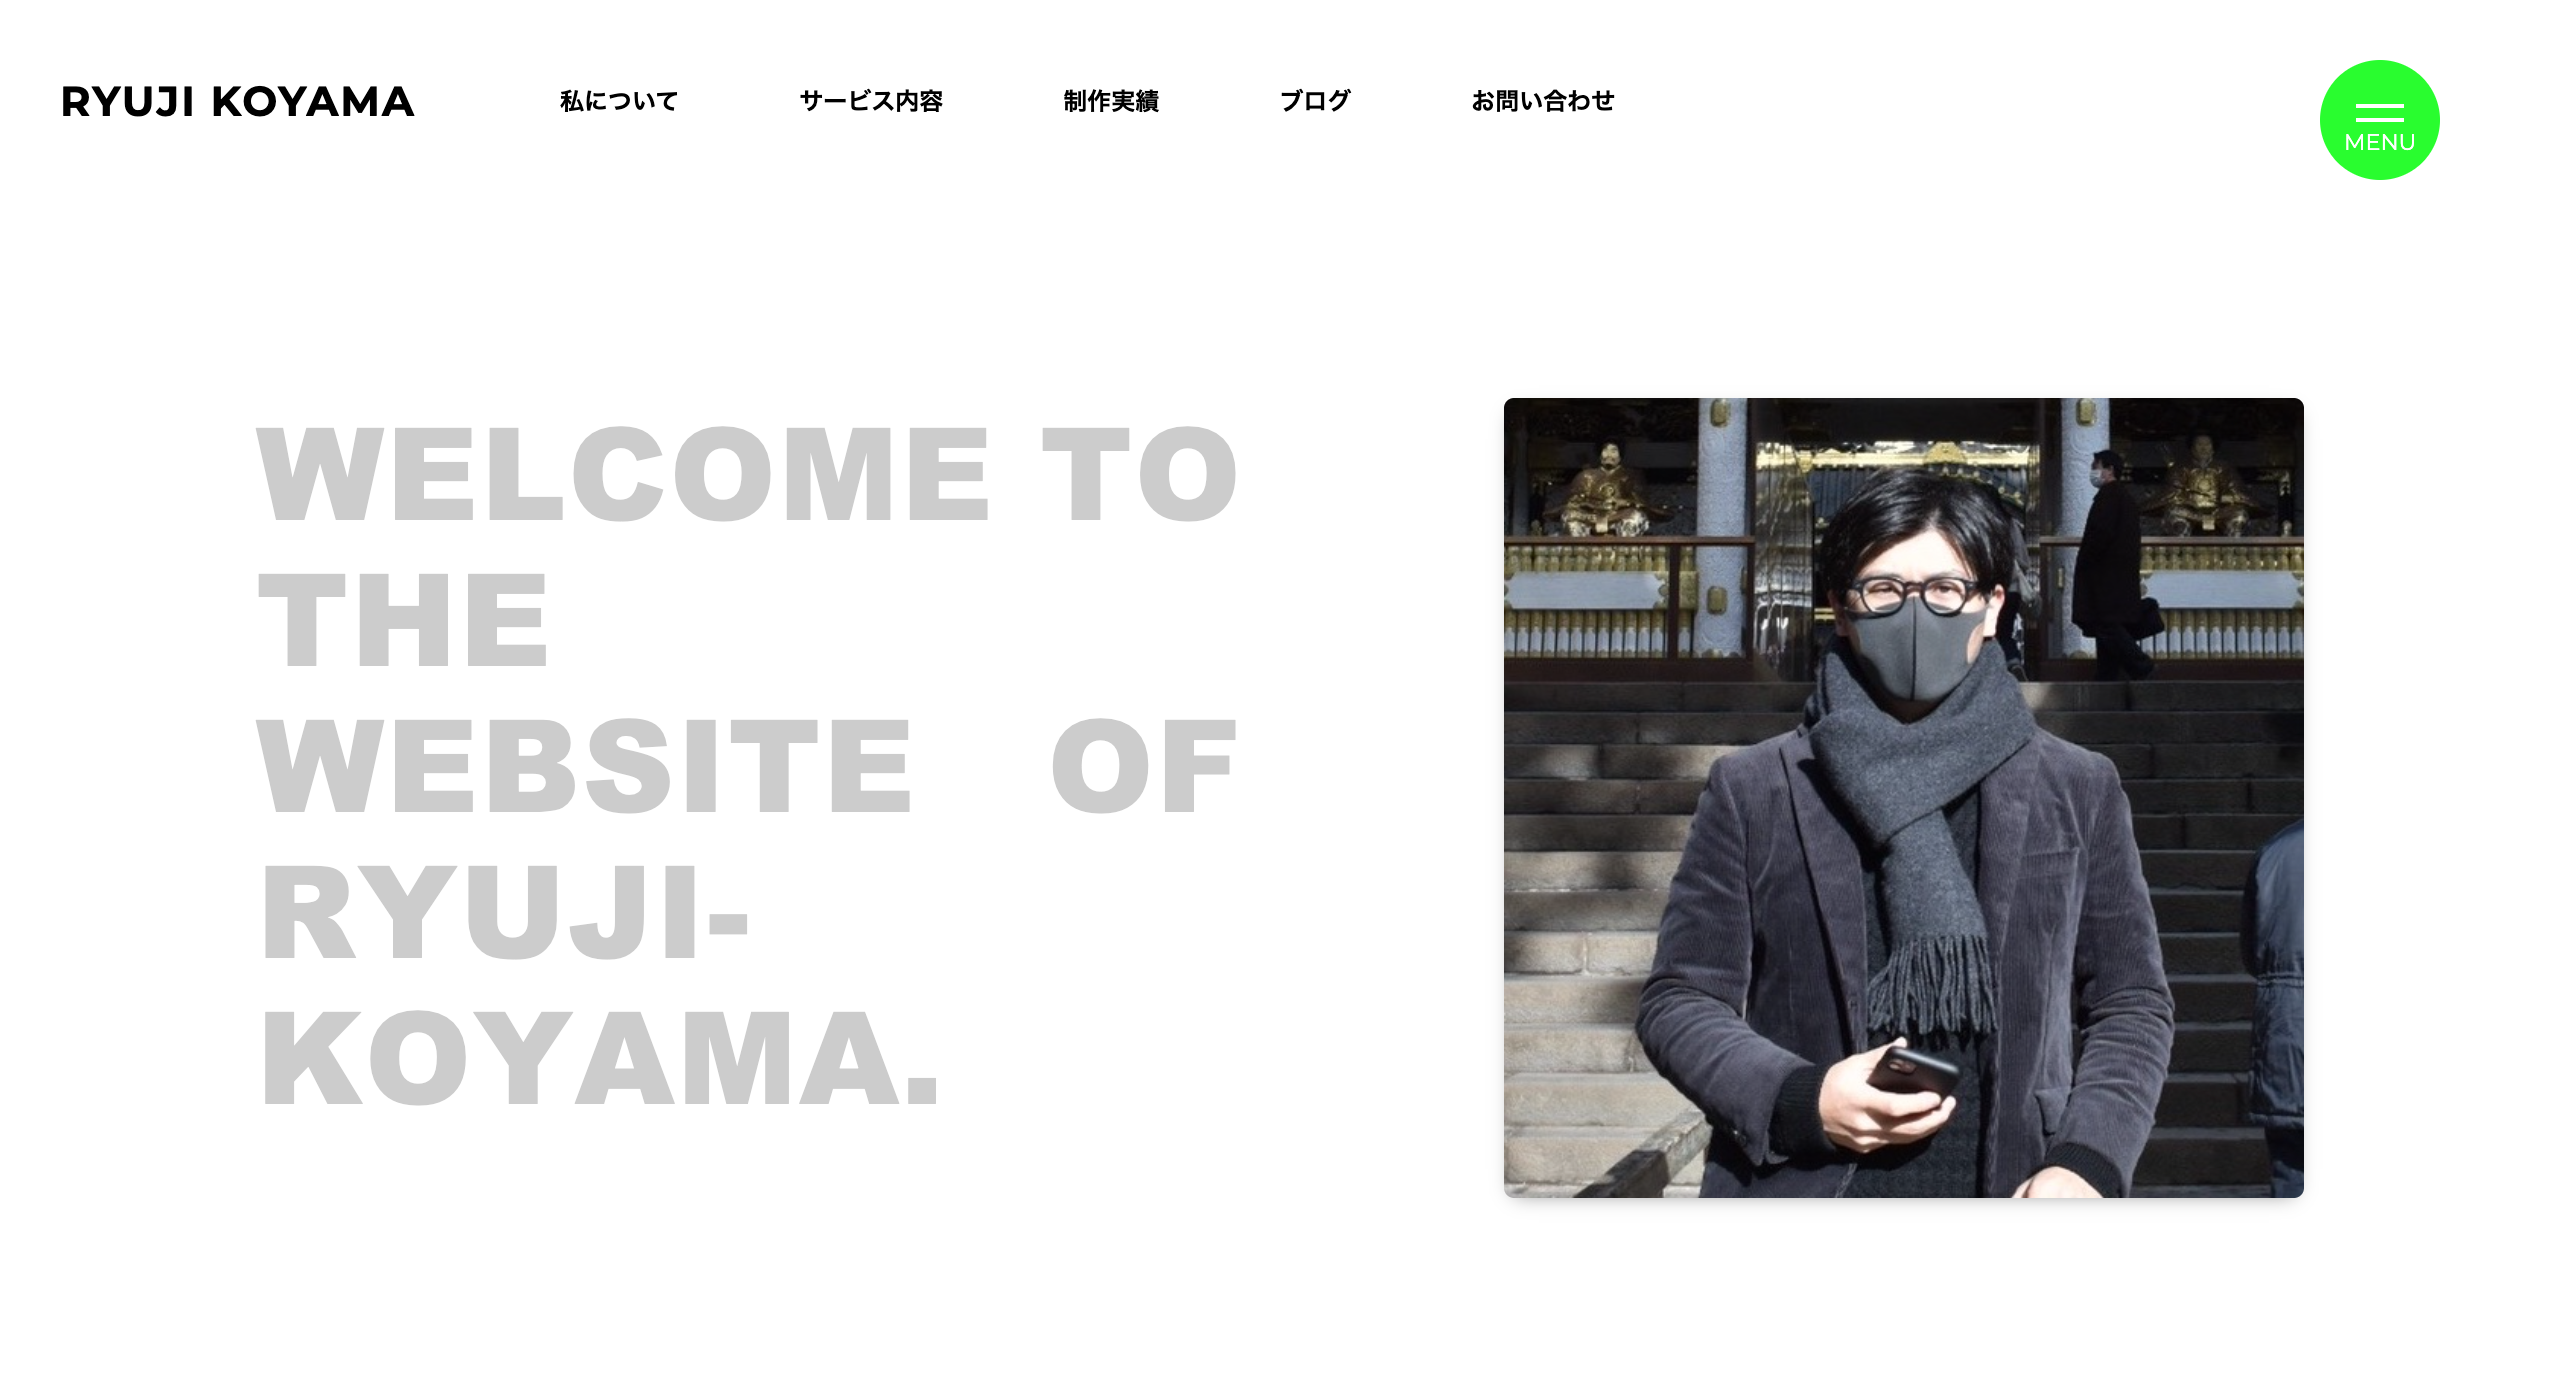 RYUJI KOYAMA
私について
サービス内容
制作実績
ブログ
お問い合わせ
MENU
WELCOME TO
THE
WEBSITE　OF
RYUJI-
KOYAMA.